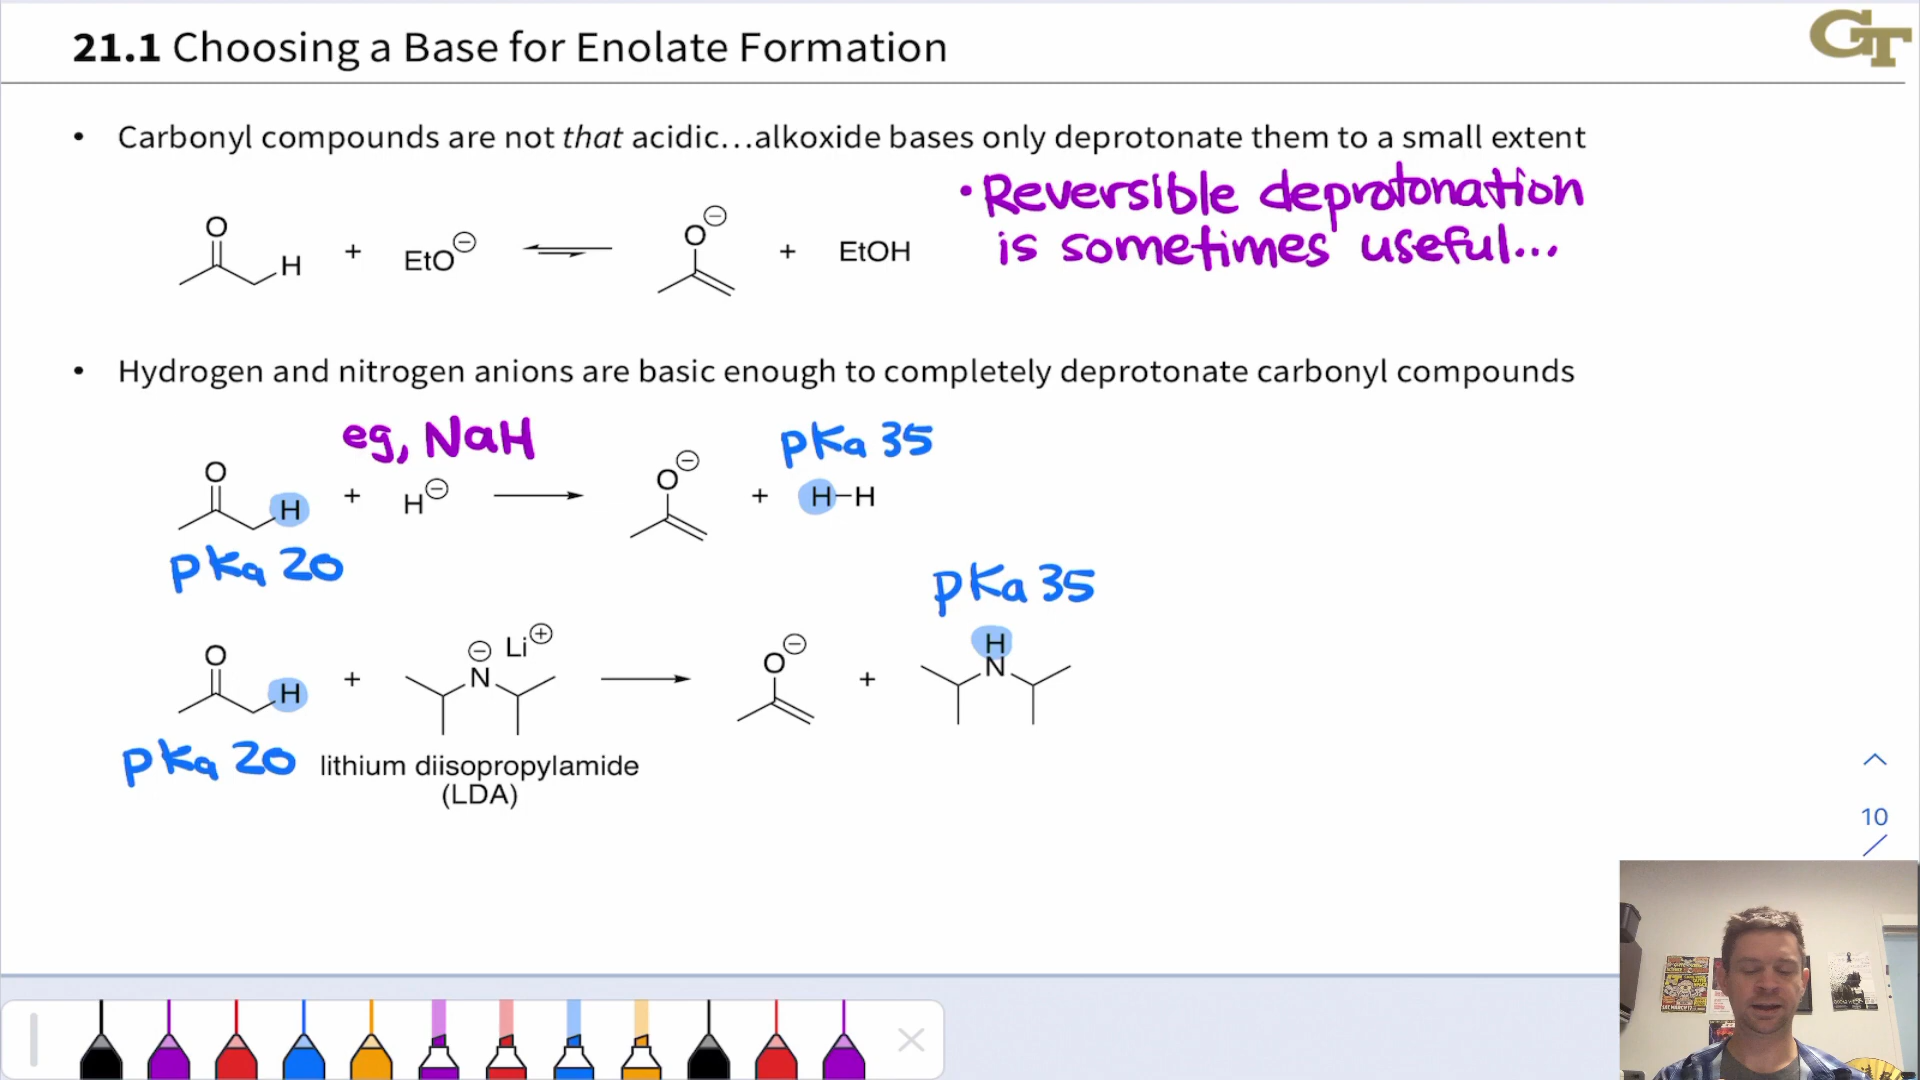 21.1 Choosing a Base for Enolate Formation
GT
• Carbonyl compounds are not that acidic...alkoxide bases only deprotonate them to a small extent
• Reversible deprotonation
is sometimes useful...
O H + EtO⊖ ⇌ O⊖ + EtOH
• Hydrogen and nitrogen anions are basic enough to completely deprotonate carbonyl compounds
eg, NaH
pKa 35
O H + H⊖ → O⊖ + H–H
pKa 20
pKa 35
O H + ⊖ N Li⊕ → O⊖ + H N
pKa 20
lithium diisopropylamide
(LDA)
10